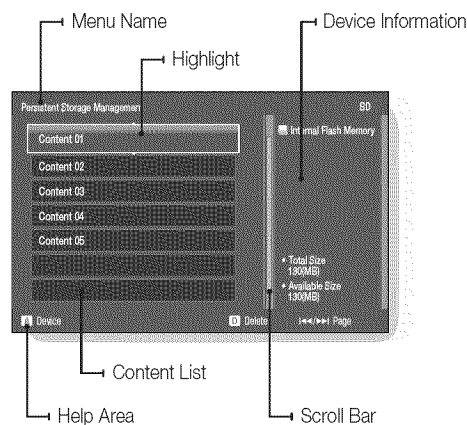 Menu Name
Device Information
Highlight
Persistent Storage Management
BD
Content 01
Internal Flash Memory
Content 02
Content 03
Content 04
Content 05
• Total Size
130(MB)
• Available Size
130(MB)
A Device
D Delete
Page
Content List
Help Area
Scroll Bar